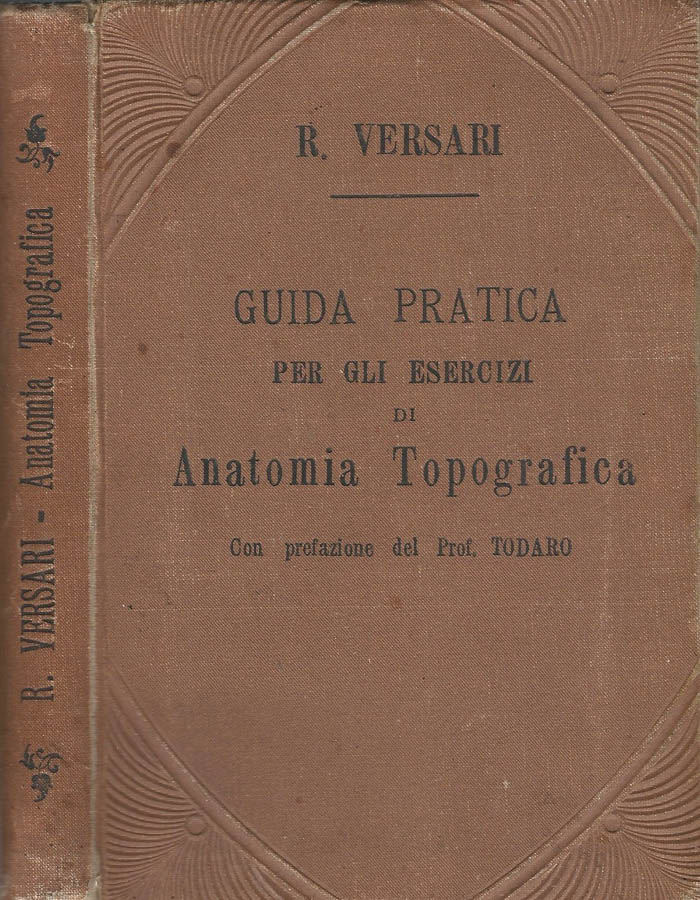 R. VERSARI - Anatomia Topografica
R. VERSARI
GUIDA PRATICA
PER GLI ESERCIZI
DI
Anatomia Topografica
Con prefazione del Prof. TODARO